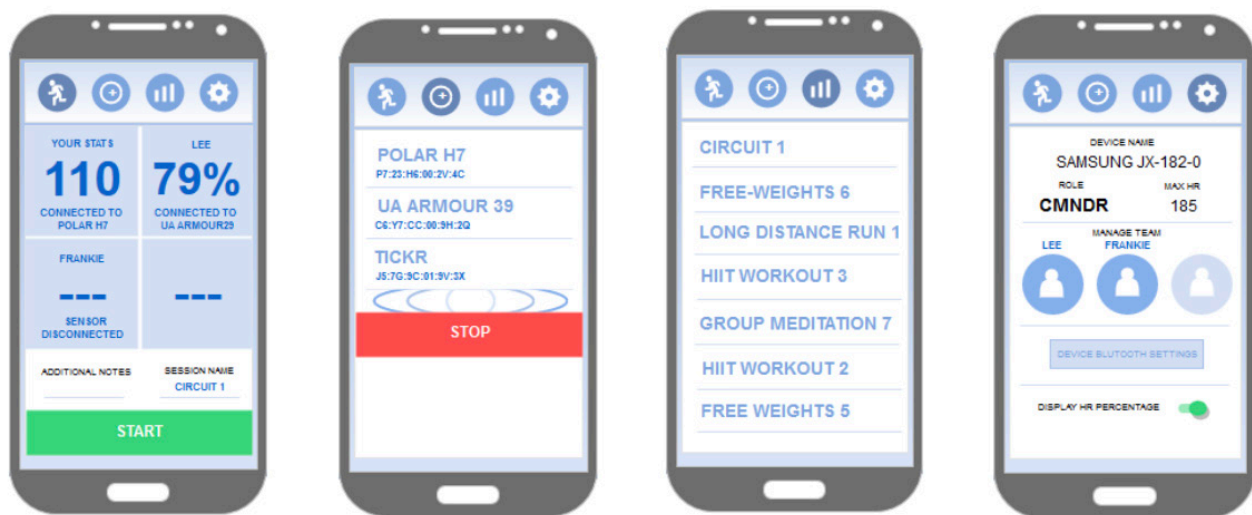 YOUR STATS
110
CONNECTED TO
POLAR H7
LEE
79%
CONNECTED TO
UA ARMOUR29
FRANKIE
---
SENSOR
DISCONNECTED
---
ADDITIONAL NOTES
SESSION NAME
CIRCUIT 1
START
POLAR H7
P7:23:H6:00:2V:4C
UA ARMOUR 39
C6:Y7:CC:00:9H:2Q
TICKR
J5:7G:9C:01:9V:3X
STOP
CIRCUIT 1
FREE-WEIGHTS 6
LONG DISTANCE RUN 1
HIIT WORKOUT 3
GROUP MEDITATION 7
HIIT WORKOUT 2
FREE WEIGHTS 5
DEVICE NAME
SAMSUNG JX-182-0
ROLE
CMNDR
MAX HR
185
MANAGE TEAM
LEE
FRANKIE
DEVICE BLUTOOTH SETTINGS
DISPLAY HR PERCENTAGE